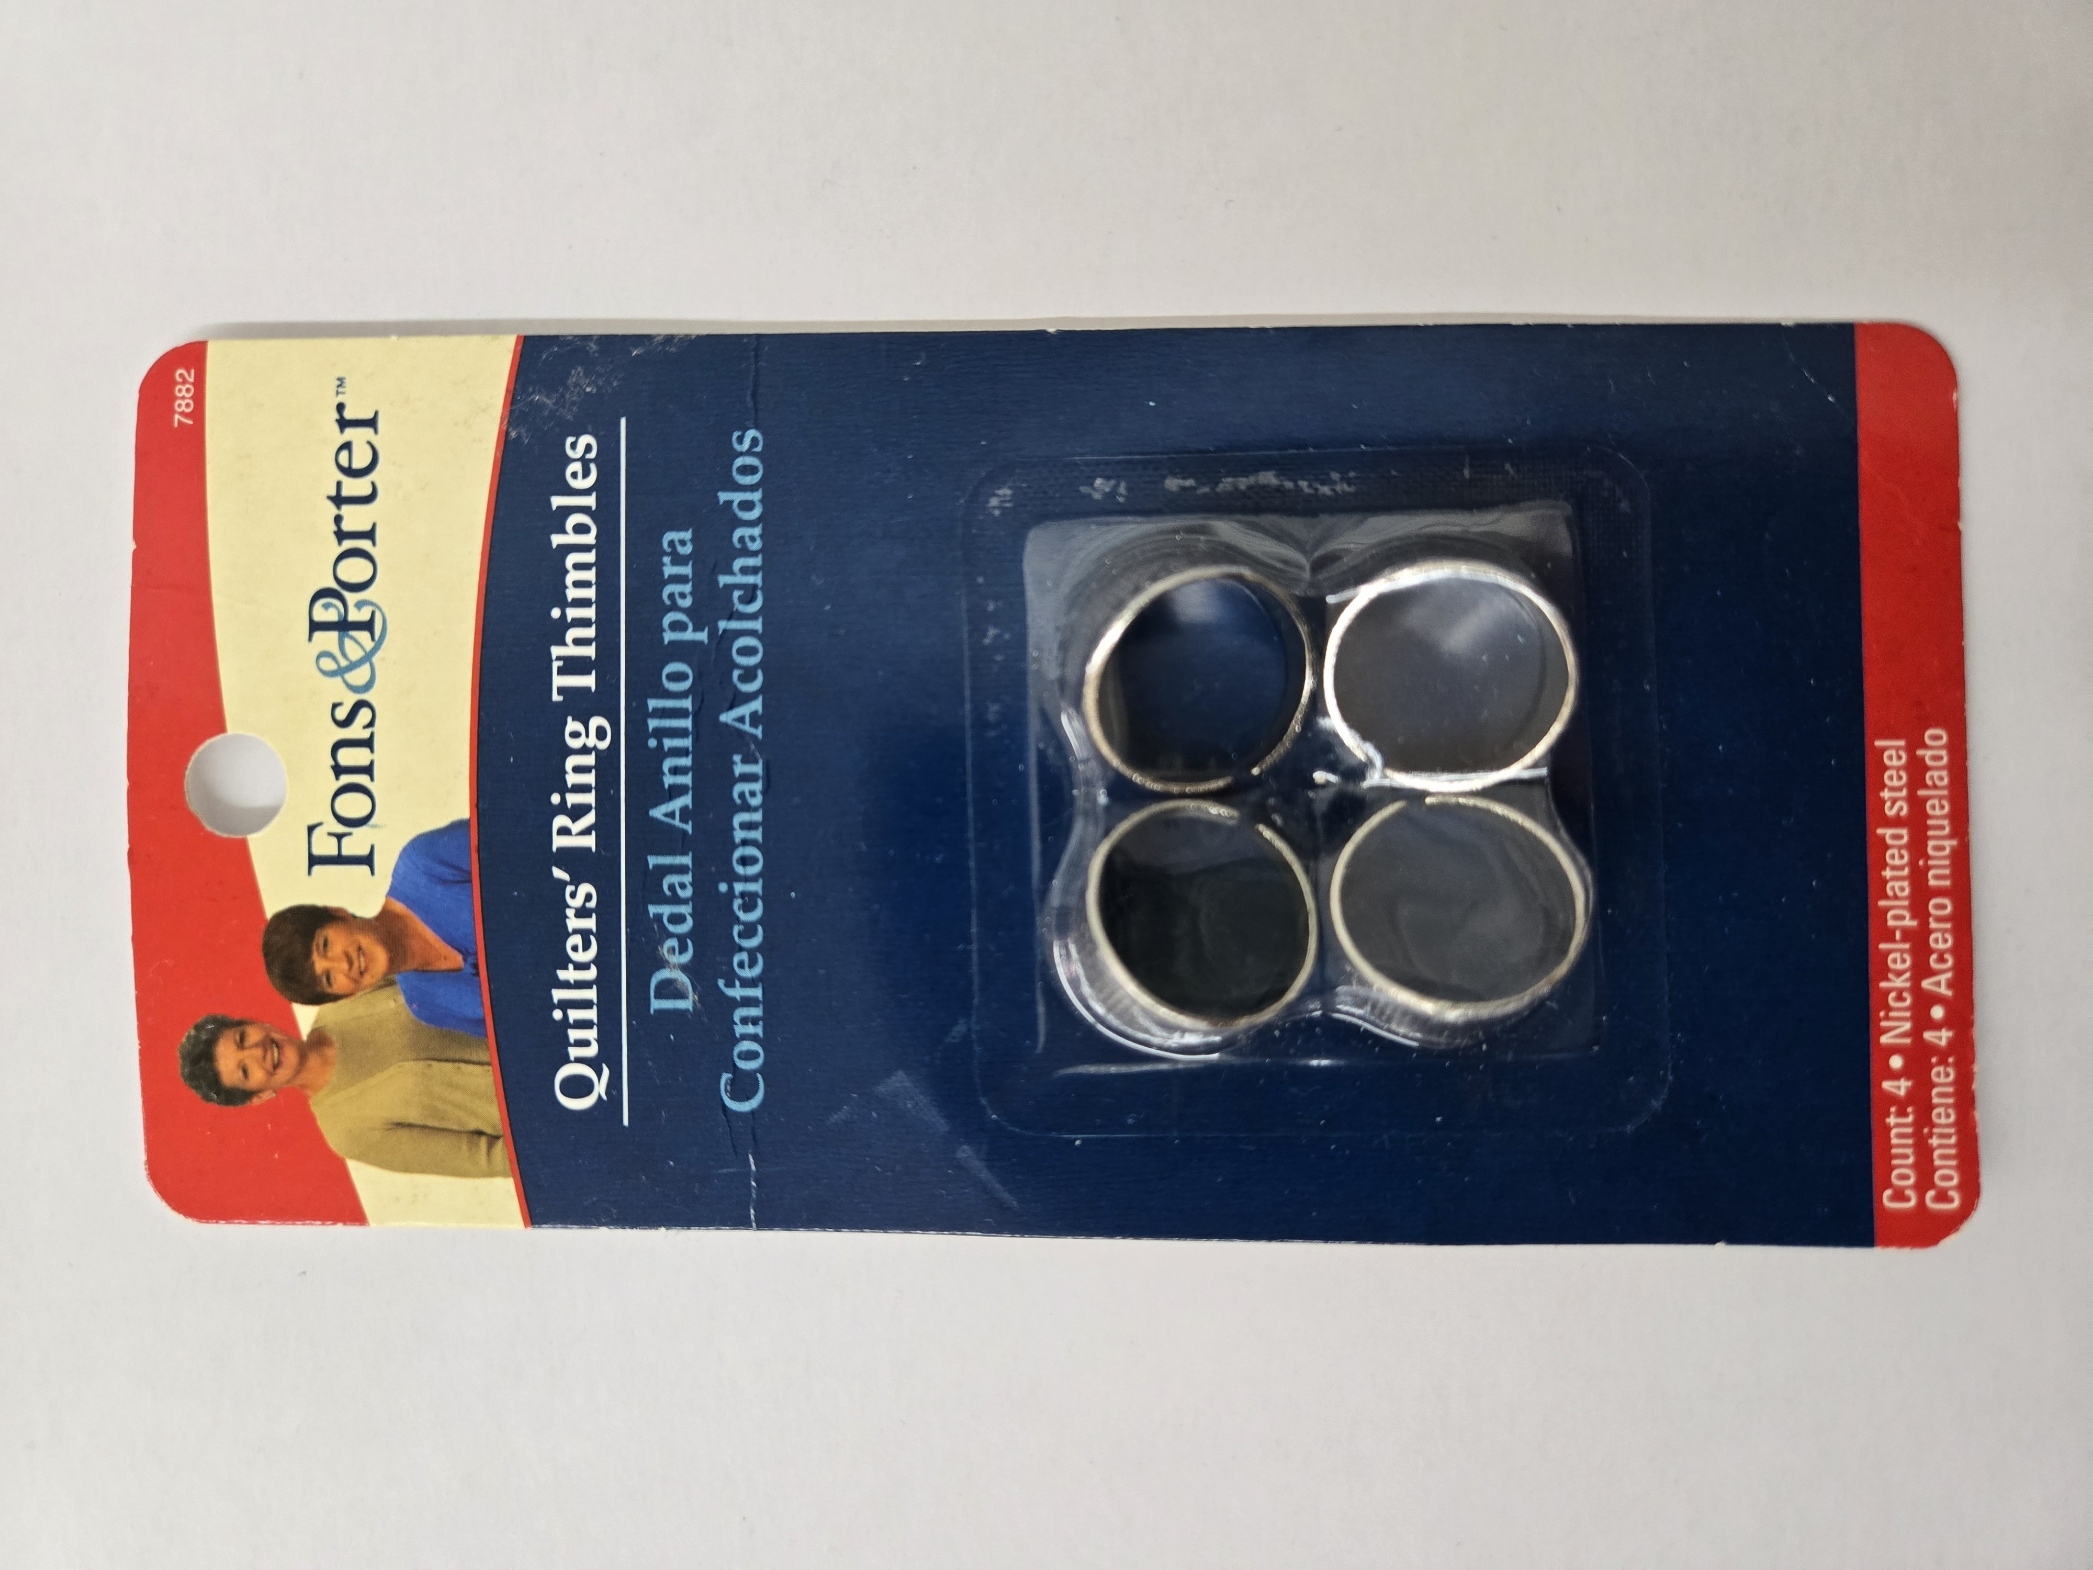 7882
Fons&Porter™
Quilters' Ring Thimbles
Dedal Anillo para
Confeccionar Acolchados
Count: 4 • Nickel-plated steel
Contiene: 4 • Acero niquelado